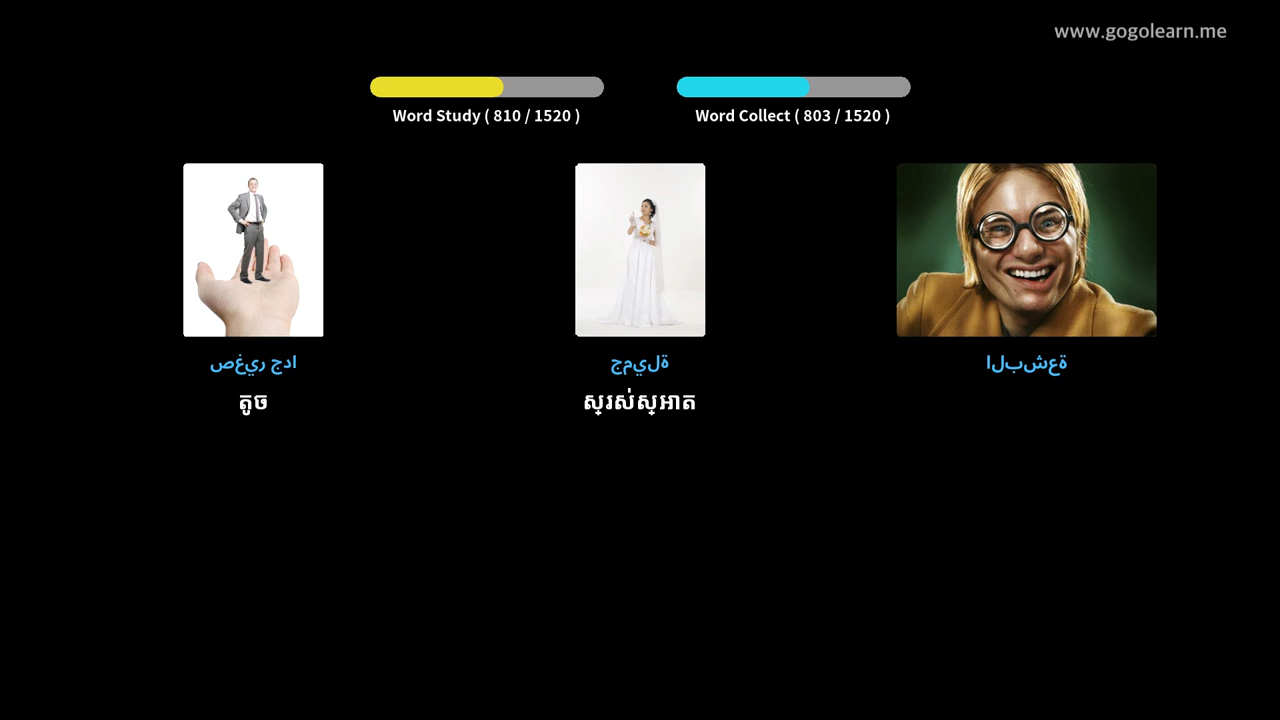 www.gogolearn.me
Word Study ( 810 / 1520 )
Word Collect ( 803 / 1520 )
صغير جدا
جميلة
البشعة
តូច
ស្រស់ស្អាត